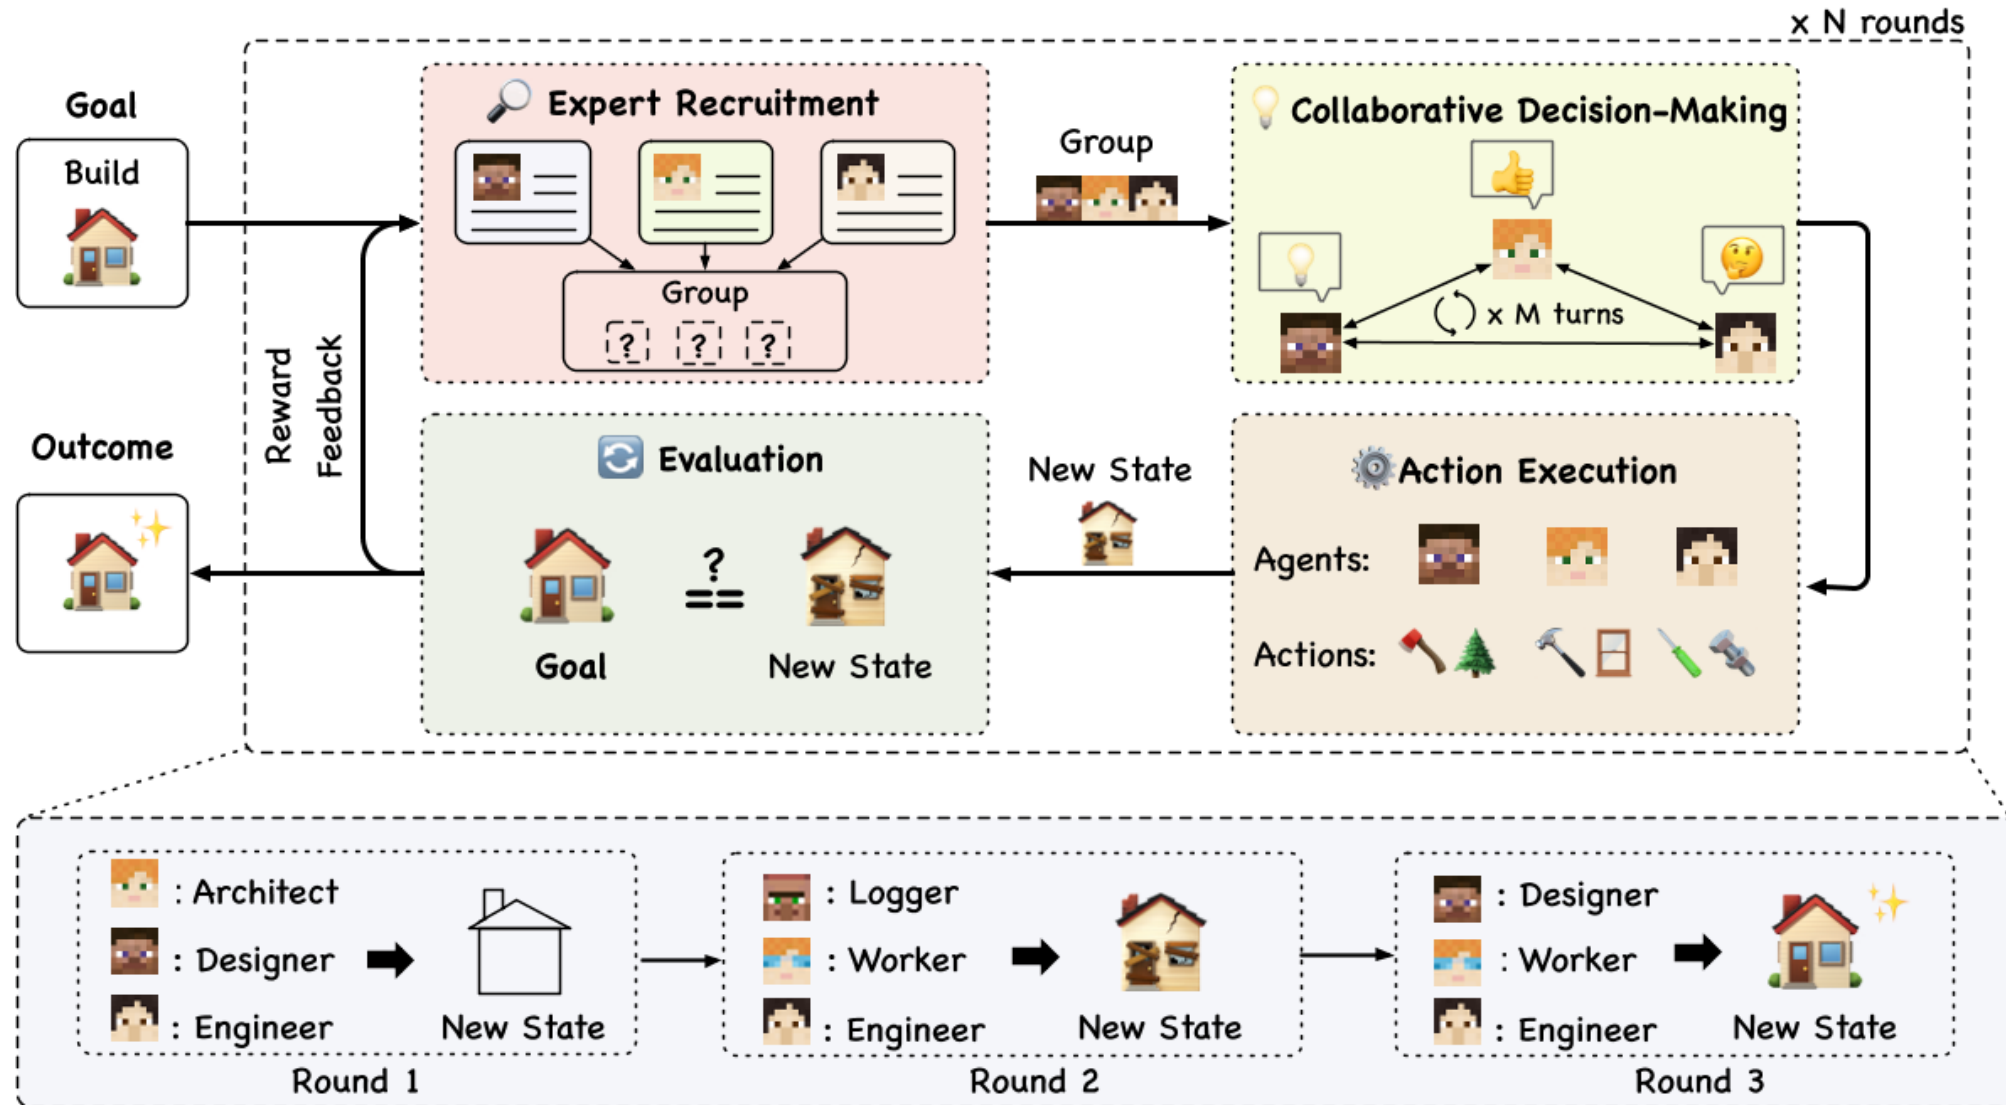 x N rounds
Goal
Build
Expert Recruitment
Group
? ? ?
Group
Collaborative Decision-Making
x M turns
Reward
Feedback
Outcome
Evaluation
?
==
Goal
New State
New State
Action Execution
Agents:
Actions:
: Architect
: Designer
: Engineer
New State
Round 1
: Logger
: Worker
: Engineer
New State
Round 2
: Designer
: Worker
: Engineer
New State
Round 3